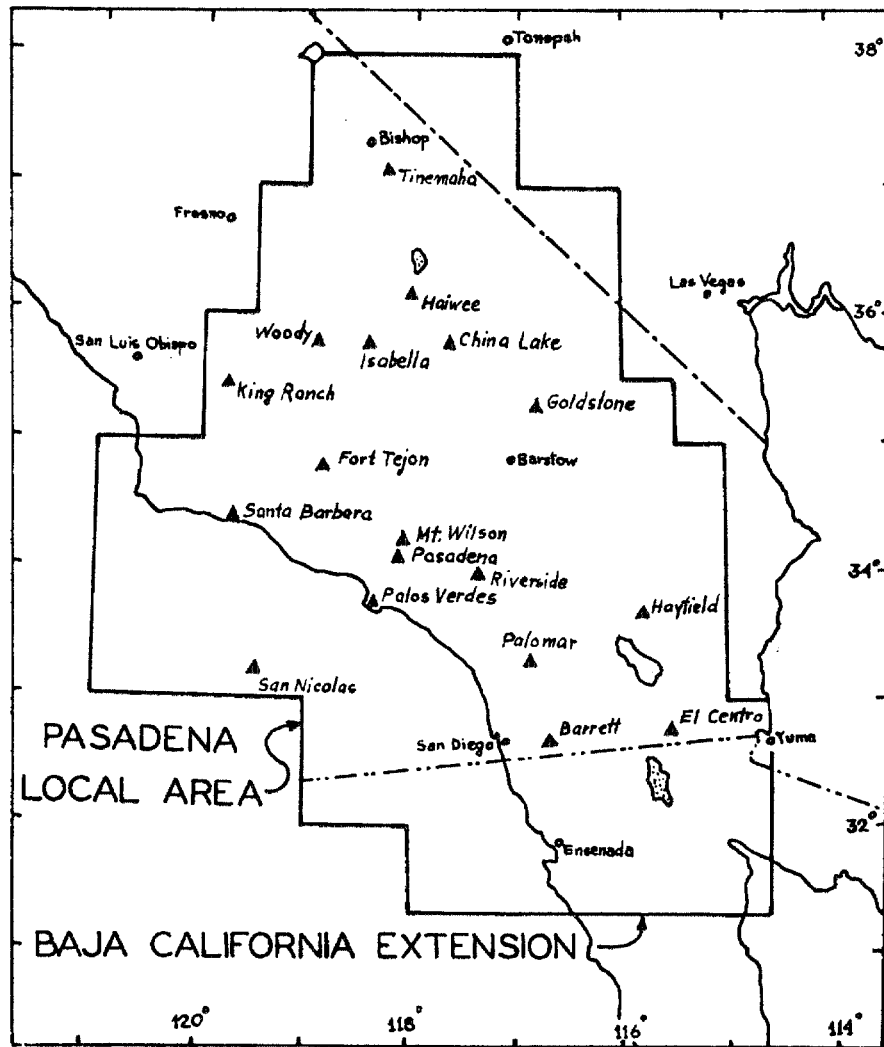 Tonopah
38°
Bishop
Tinemaha
Fresno
Las Vegas
Haiwee
36°
San Luis Obispo
Woody
Isabella
China Lake
King Ranch
Goldstone
Fort Tejon
Barstow
Santa Barbara
Mt. Wilson
Pasadena
Riverside
34°
Palos Verdes
Hayfield
Palomar
San Nicolas
PASADENA
LOCAL AREA
San Diego
Barrett
El Centro
Yuma
32°
Ensenada
BAJA CALIFORNIA EXTENSION
120°
118°
116°
114°